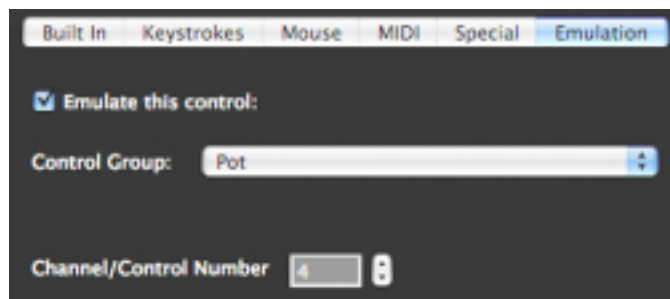 Built In Keystrokes Mouse MIDI Special Emulation
Emulate this control:
Control Group: Pot
Channel/Control Number 4